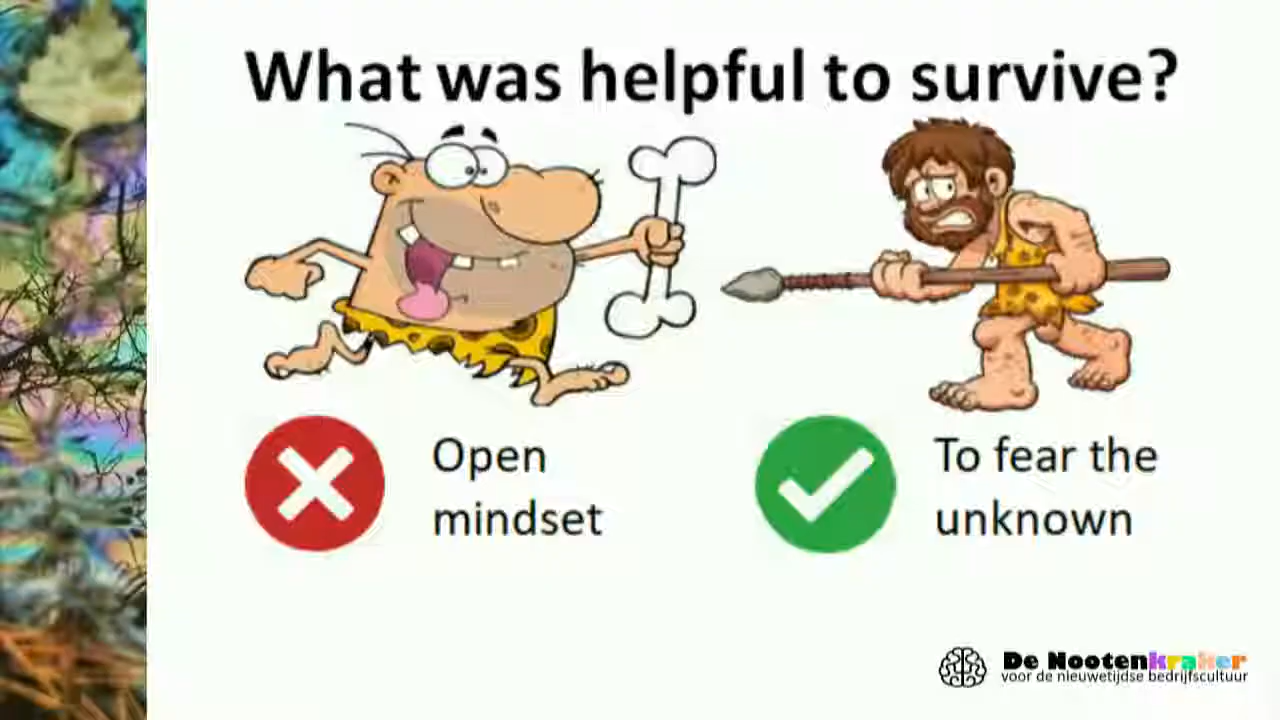 What was helpful to survive?
Open
mindset
To fear the
unknown
De Nootenkraker
voor de nieuwetijdse bedrijfscultuur